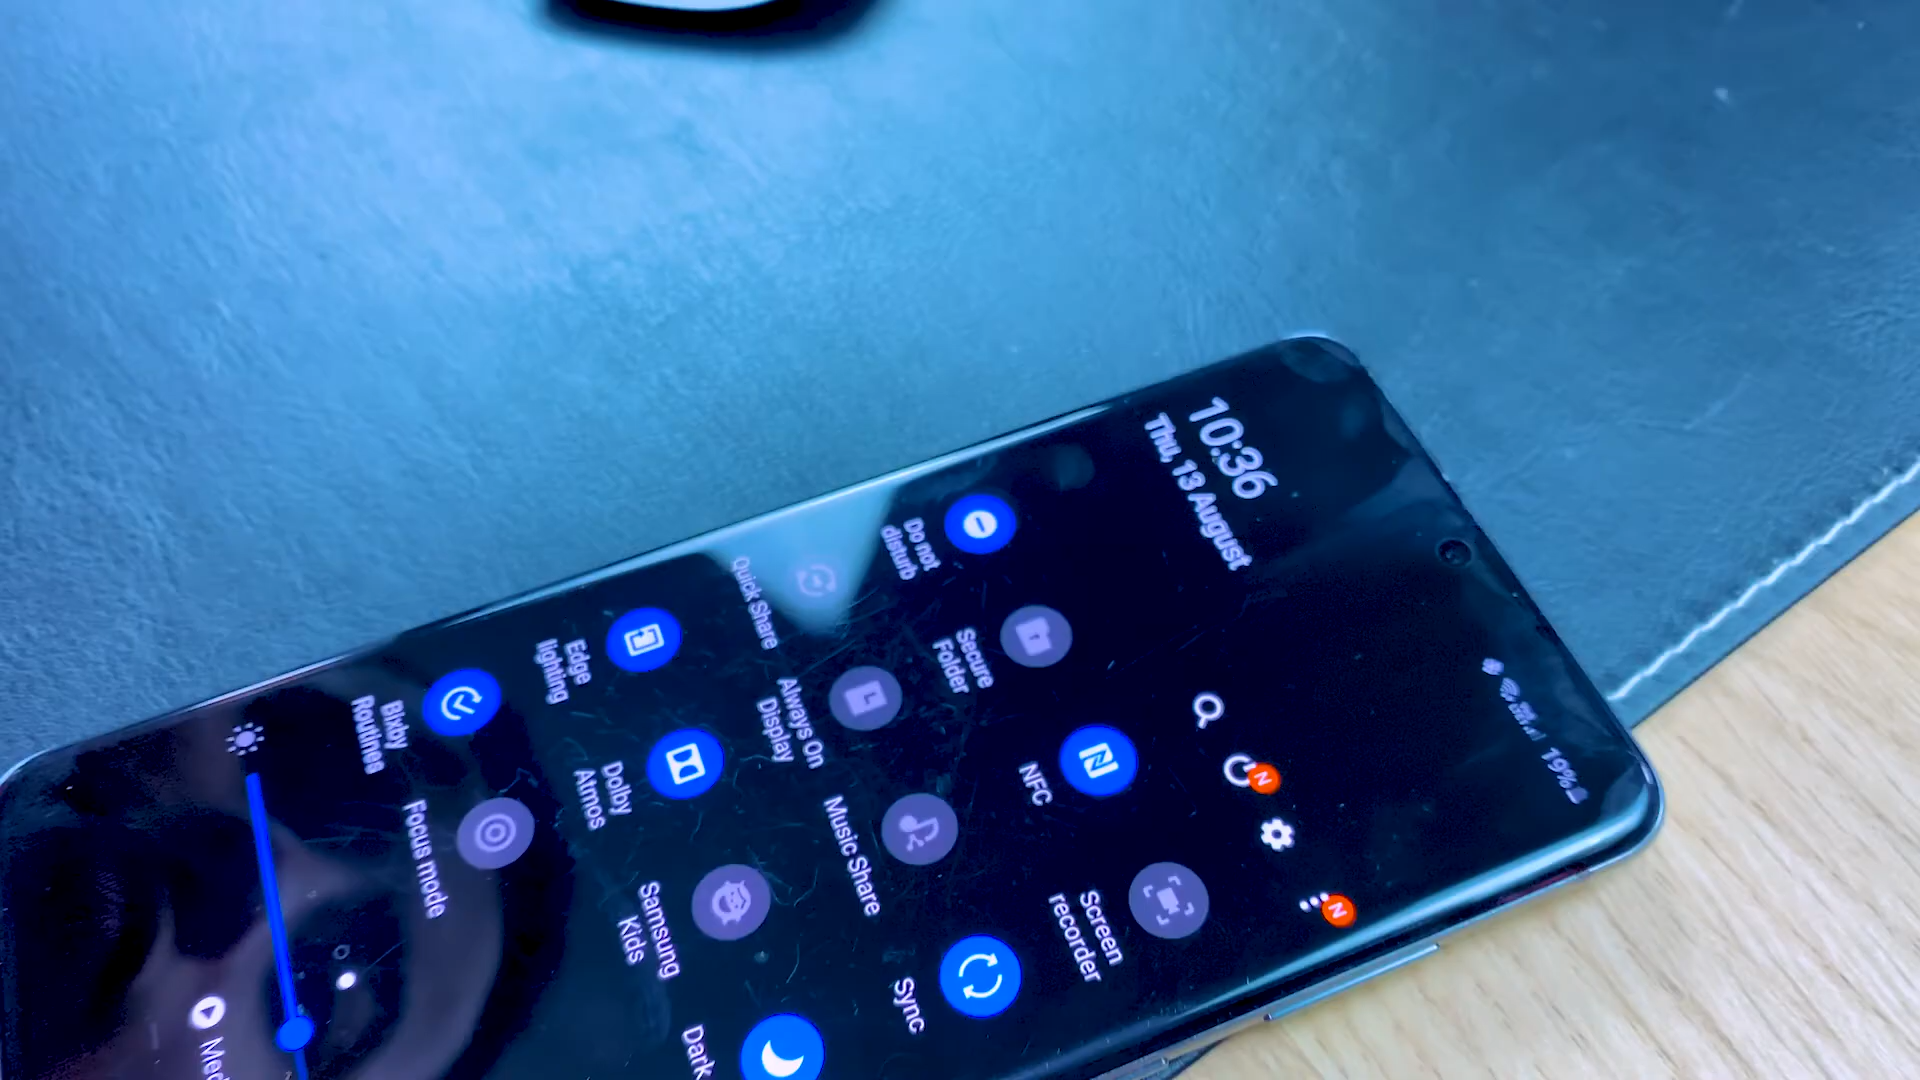 19%
10:36
Thu, 13 August
N
N
Do not
disturb
Secure
Folder
NFC
Screen
recorder
Quick Share
Always On
Display
Music Share
Sync
Edge
lighting
Dolby
Atmos
Samsung
Kids
Dark
Bixby
Routines
Focus mode
Med